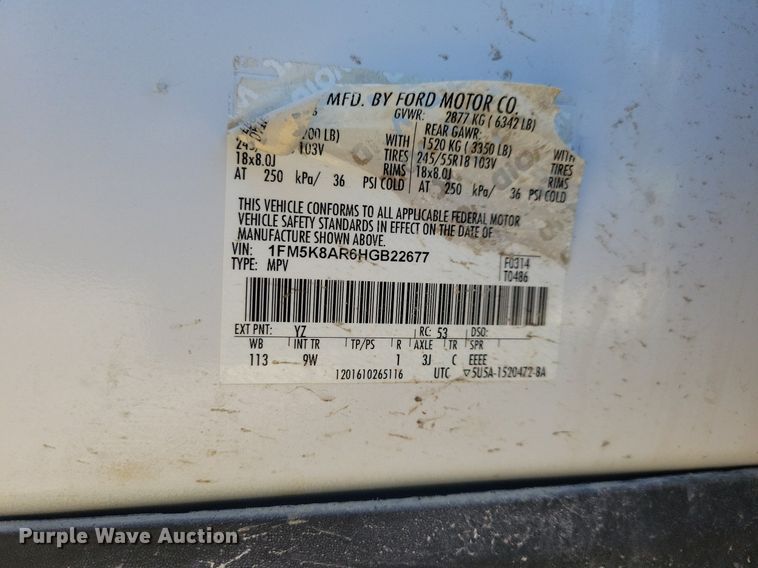 MFD. BY FORD MOTOR CO.
GVWR: 2877 KG ( 6342 LB)
REAR GAWR:
00 LB) WITH 1520 KG ( 3350 LB) WITH
103V TIRES 245/55R18 103V TIRES
18x8.0J RIMS 18x8.0J RIMS
AT 250 kPa/ 36 PSI COLD AT 250 kPa/ 36 PSI COLD
THIS VEHICLE CONFORMS TO ALL APPLICABLE FEDERAL MOTOR
VEHICLE SAFETY STANDARDS IN EFFECT ON THE DATE OF
MANUFACTURE SHOWN ABOVE.
VIN: 1FM5K8AR6HGB22677
TYPE: MPV
F0314
T0486
EXT PNT: YZ RC: 53 DSO:
WB INT TR TP/PS R AXLE TR SPR
113 9W 1 3J C EEEE
1201610265116 UTC ▽5U5A-1520472-BA
Purple Wave Auction